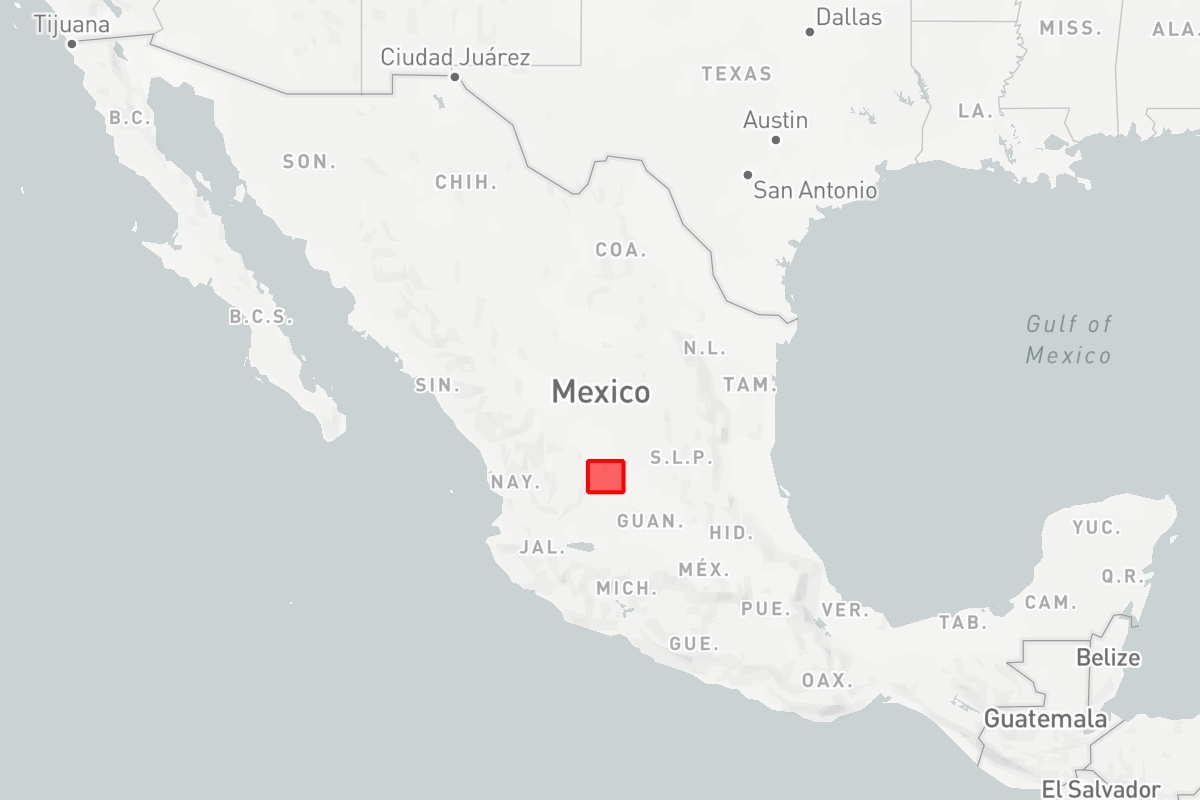 Tijuana
Dallas
MISS.
ALA.
Ciudad Juárez
TEXAS
B.C.
LA.
Austin
SON.
CHIH.
San Antonio
COA.
B.C.S.
Gulf of
Mexico
N.L.
SIN.
Mexico
TAM.
S.L.P.
NAY.
GUAN.
HID.
YUC.
JAL.
MÉX.
Q.R.
MICH.
PUE.
VER.
CAM.
TAB.
GUE.
Belize
OAX.
Guatemala
El Salvador